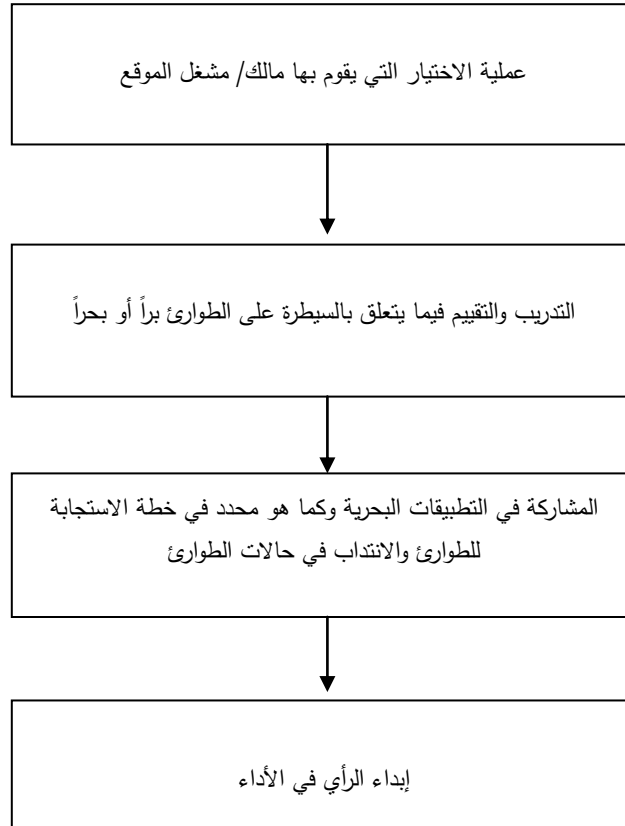 عملية الاختيار التي يقوم بها مالك/ مشغل الموقع
التدريب والتقييم فيما يتعلق بالسيطرة على الطوارئ براً أو بحراً
المشاركة في التطبيقات البحرية وكما هو محدد في خطة الاستجابة
للطوارئ والانتداب في حالات الطوارئ
إبداء الرأي في الأداء